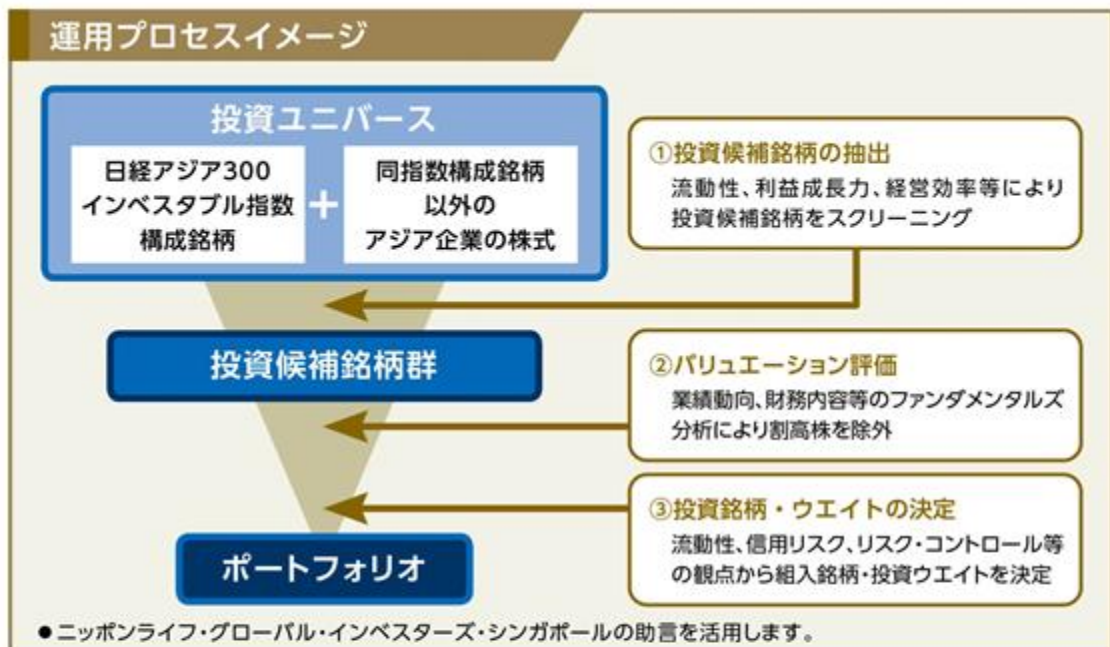 運用プロセスイメージ
投資ユニバース
日経アジア300
インベスタブル指数
構成銘柄
+
同指数構成銘柄
以外の
アジア企業の株式
①投資候補銘柄の抽出
流動性、利益成長力、経営効率等により
投資候補銘柄をスクリーニング
投資候補銘柄群
②バリュエーション評価
業績動向、財務内容等のファンダメンタルズ
分析により割高株を除外
③投資銘柄・ウエイトの決定
流動性、信用リスク、リスク・コントロール等
の観点から組入銘柄・投資ウエイトを決定
ポートフォリオ
●ニッポンライフ・グローバル・インベスターズ・シンガポールの助言を活用します。